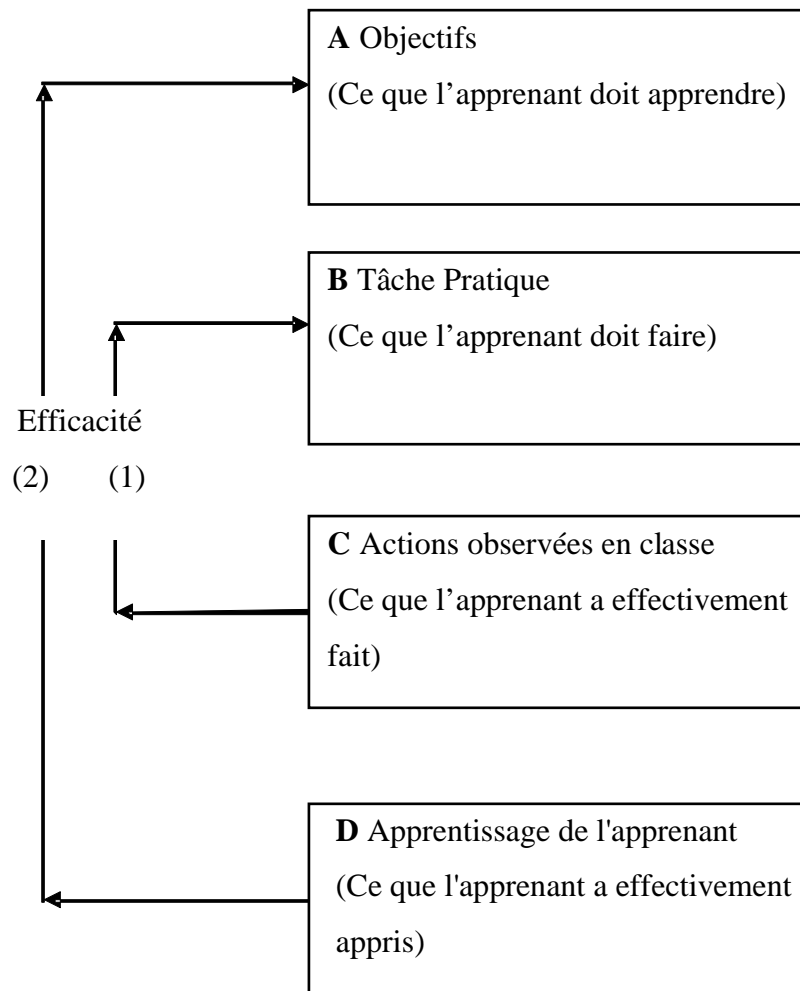 A Objectifs
(Ce que l’apprenant doit apprendre)
B Tâche Pratique
(Ce que l’apprenant doit faire)
Efficacité
(2) (1)
C Actions observées en classe
(Ce que l’apprenant a effectivement
fait)
D Apprentissage de l'apprenant
(Ce que l'apprenant a effectivement
appris)